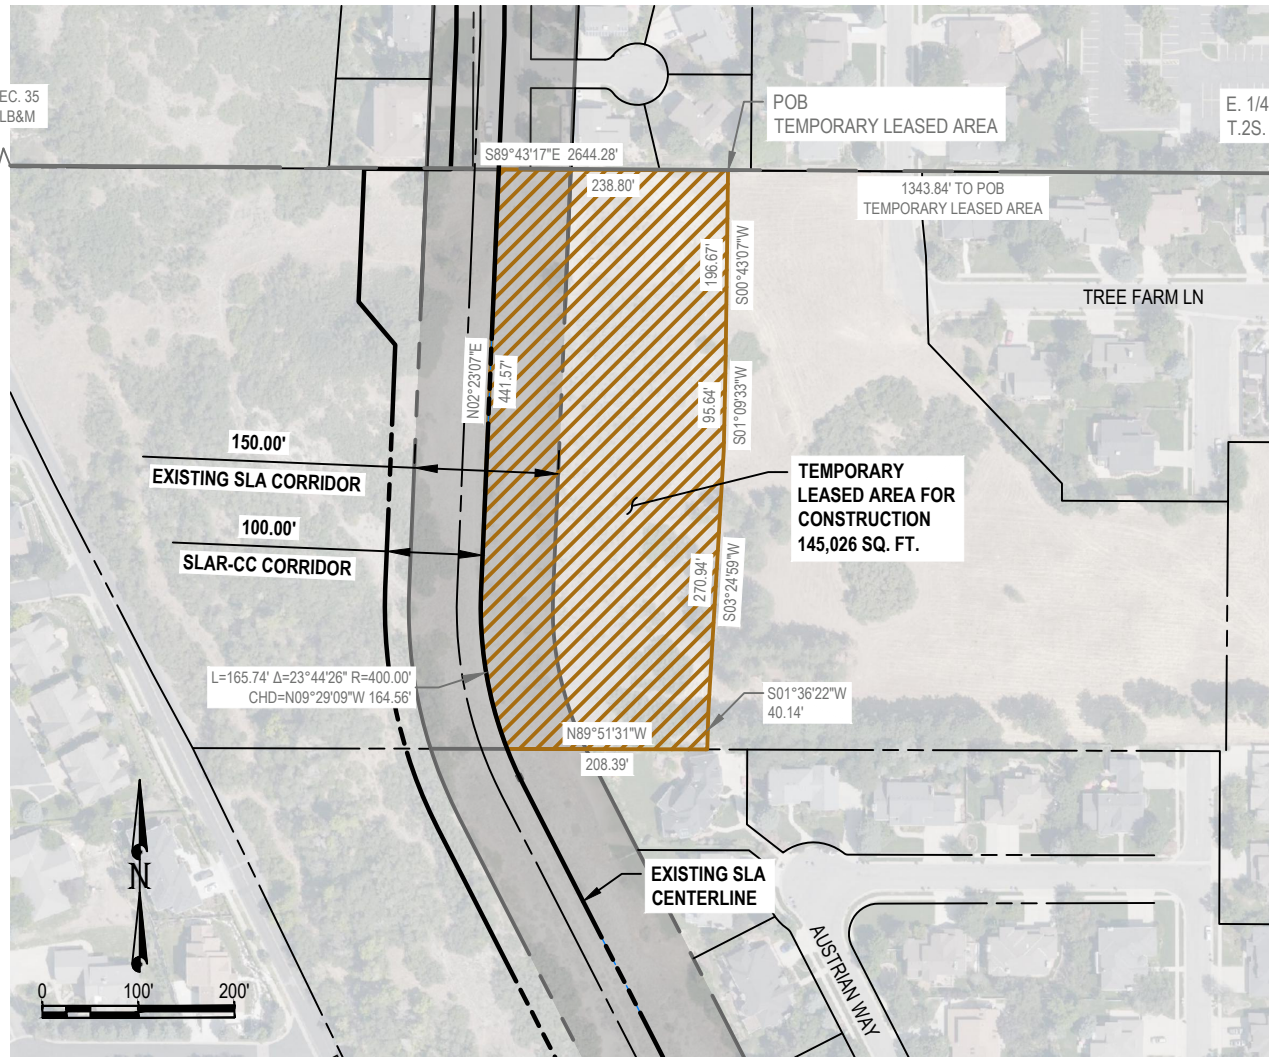 EC. 35
LB&M
POB
TEMPORARY LEASED AREA
E. 1/4
T.2S.
S89°43'17"E 2644.28'
238.80'
1343.84' TO POB
TEMPORARY LEASED AREA
196.67'
S00°43'07"W
TREE FARM LN
N02°23'07"E
441.57'
95.64'
S01°09'33"W
150.00'
EXISTING SLA CORRIDOR
TEMPORARY
LEASED AREA FOR
CONSTRUCTION
145,026 SQ. FT.
100.00'
SLAR-CC CORRIDOR
270.94'
S03°24'59"W
L=165.74' Δ=23°44'26" R=400.00'
CHD=N09°29'09"W 164.56'
S01°36'22"W
40.14'
N89°51'31"W
208.39'
EXISTING SLA
CENTERLINE
N
AUSTRIAN WAY
0 100' 200'